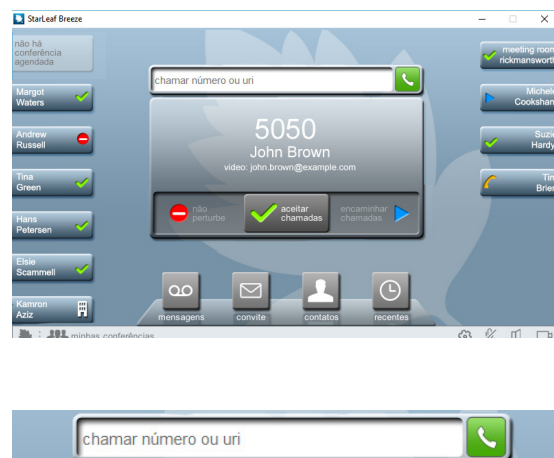 StarLeaf Breeze
não há
conferência
agendada
Margot
Waters
Andrew
Russell
Tina
Green
Hans
Petersen
Elsie
Scammell
Kamron
Aziz
chamar número ou uri
5050
John Brown
video: john.brown@example.com
não
perturbe
aceitar
chamadas
encaminhar
chamadas
mensagens
convite
contatos
recentes
meeting room
rickmansworth
Michele
Cookshan
Suzie
Hardy
Tim
Brier
minhas conferências
chamar número ou uri